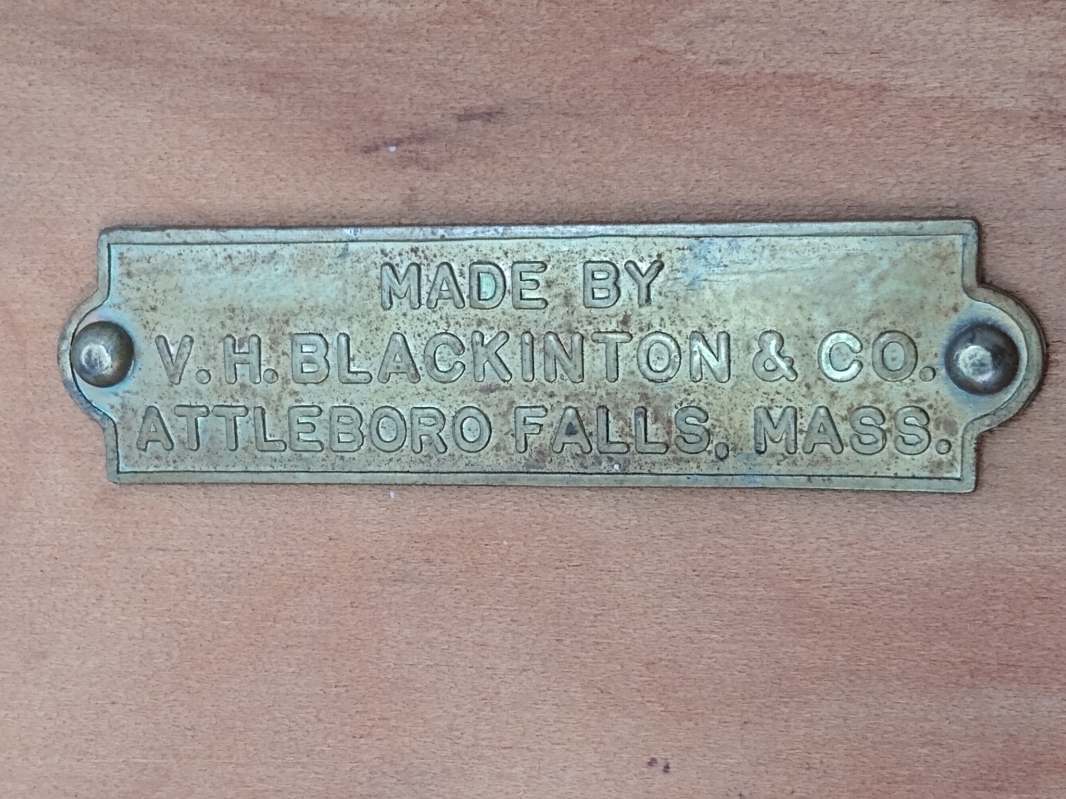 MADE BY
V. H. BLACKINTON & CO.
ATTLEBORO FALLS, MASS.